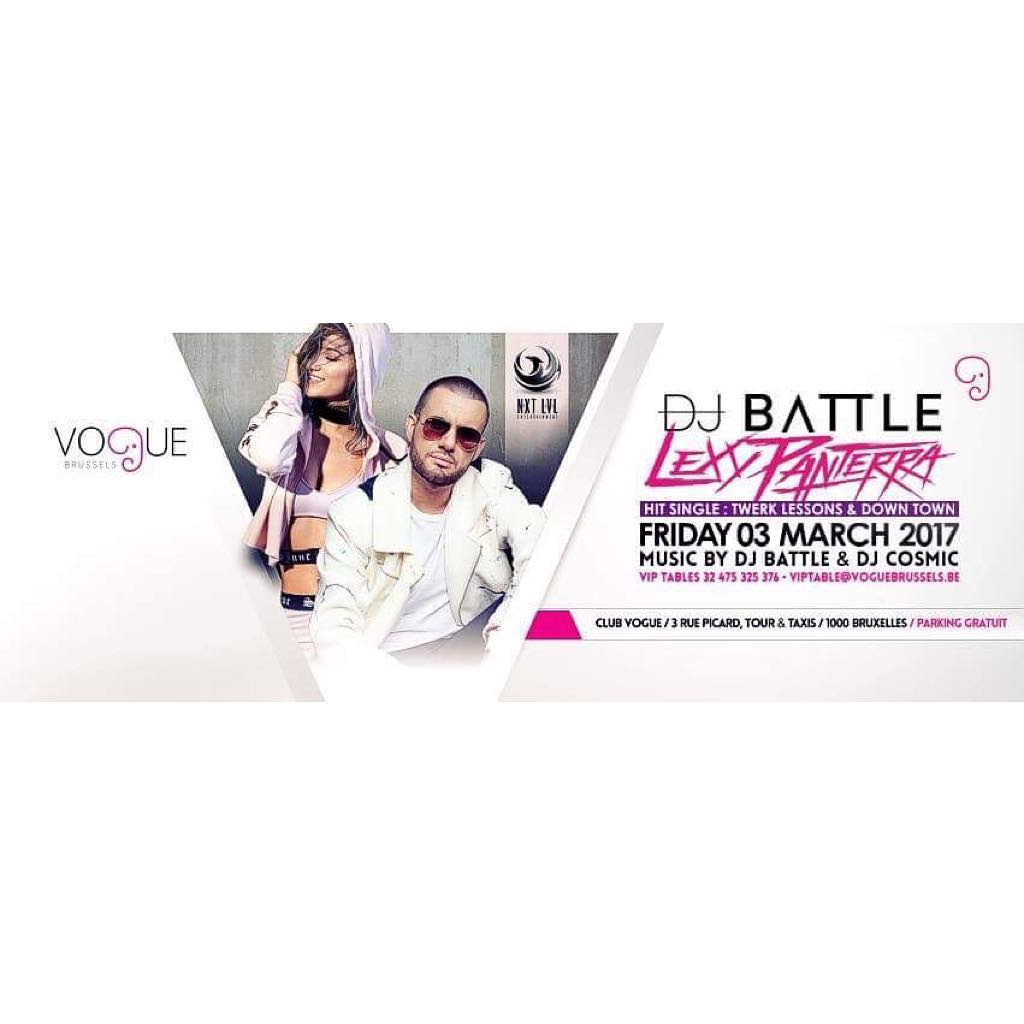 VOGUE
BRUSSELS
NXT LVL
ENTERTAINMENT
DJ BATTLE
LEXY PANTERRA
HIT SINGLE : TWERK LESSONS & DOWN TOWN
FRIDAY 03 MARCH 2017
MUSIC BY DJ BATTLE & DJ COSMIC
VIP TABLES 32 475 325 376 - VIPTABLE@VOGUEBRUSSELS.BE
CLUB VOGUE / 3 RUE PICARD, TOUR & TAXIS / 1000 BRUXELLES / PARKING GRATUIT